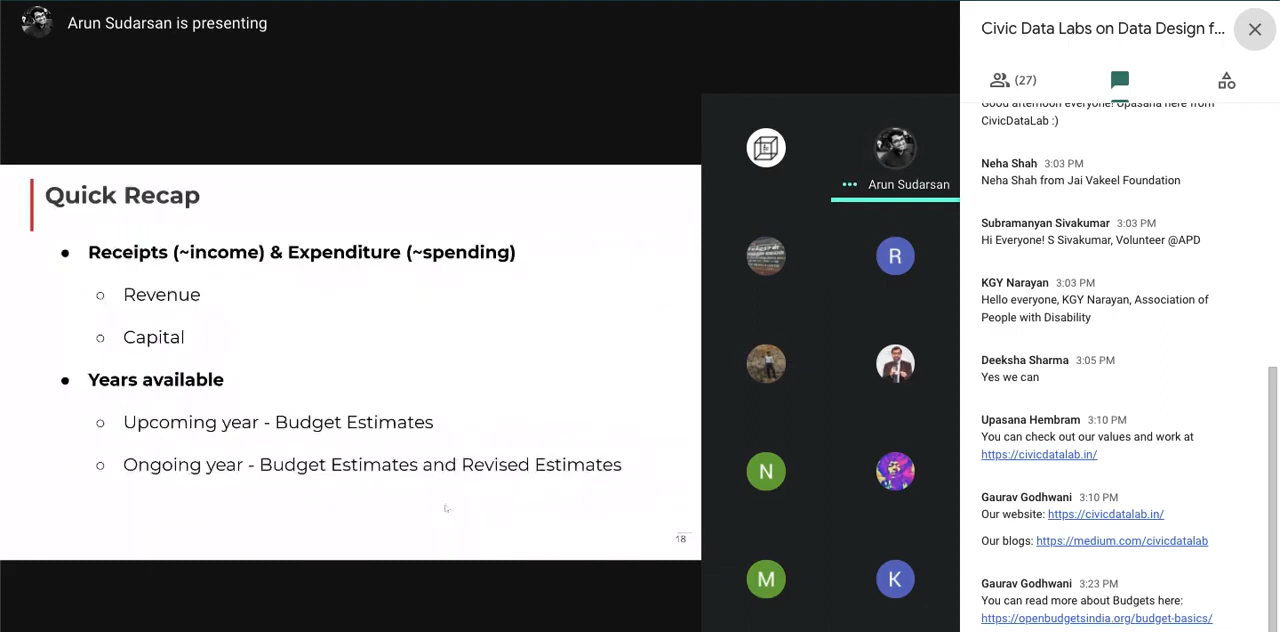 Arun Sudarsan is presenting
Quick Recap
● Receipts (~income) & Expenditure (~spending)
○ Revenue
○ Capital
● Years available
○ Upcoming year - Budget Estimates
○ Ongoing year - Budget Estimates and Revised Estimates
18
Arun Sudarsan
R
N
M
K
Civic Data Labs on Data Design f...
(27)
Good afternoon everyone! Upasana here from
CivicDataLab :)
Neha Shah 3:03 PM
Neha Shah from Jai Vakeel Foundation
Subramanyan Sivakumar 3:03 PM
Hi Everyone! S Sivakumar, Volunteer @APD
KGY Narayan 3:03 PM
Hello everyone, KGY Narayan, Association of
People with Disability
Deeksha Sharma 3:05 PM
Yes we can
Upasana Hembram 3:10 PM
You can check out our values and work at
https://civicdatalab.in/
Gaurav Godhwani 3:10 PM
Our website: https://civicdatalab.in/
Our blogs: https://medium.com/civicdatalab
Gaurav Godhwani 3:23 PM
You can read more about Budgets here:
https://openbudgetsindia.org/budget-basics/